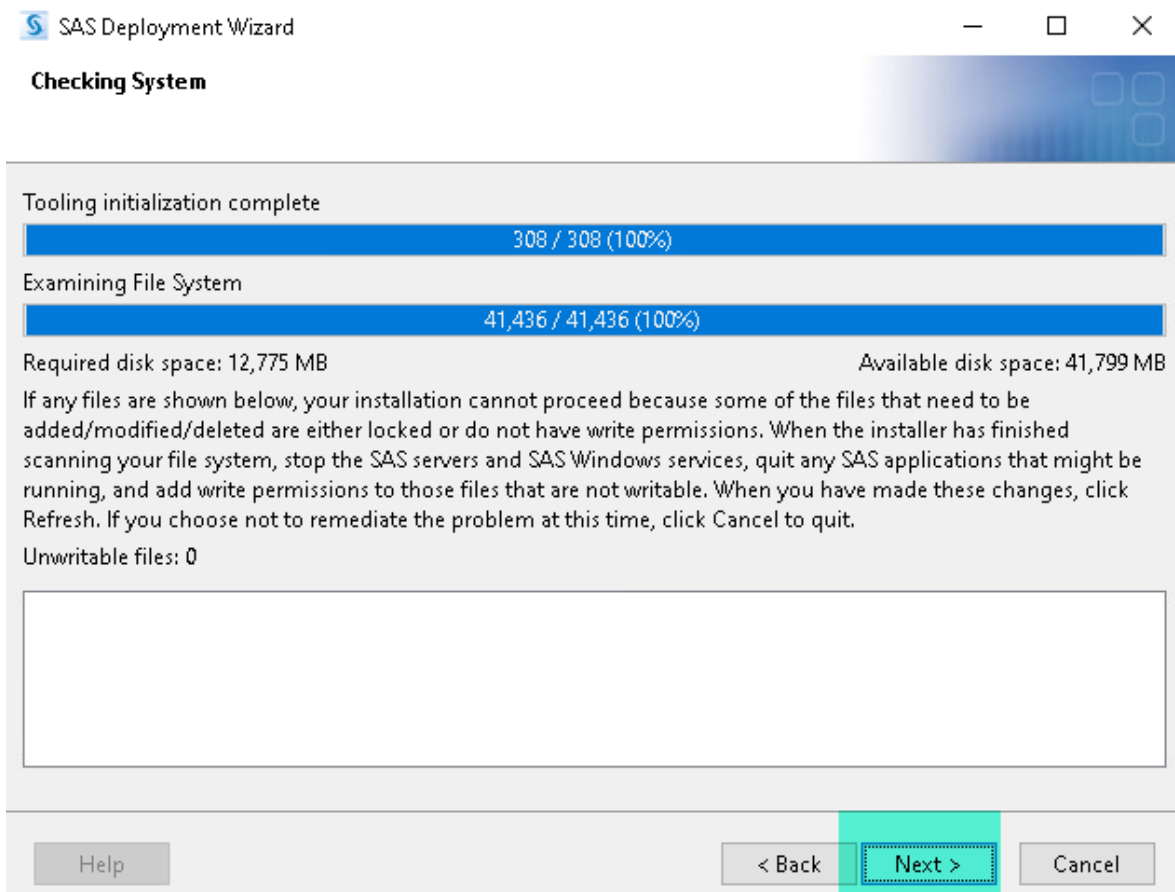 SAS Deployment Wizard
Checking System
Tooling initialization complete
308 / 308 (100%)
Examining File System
41,436 / 41,436 (100%)
Required disk space: 12,775 MB Available disk space: 41,799 MB
If any files are shown below, your installation cannot proceed because some of the files that need to be
added/modified/deleted are either locked or do not have write permissions. When the installer has finished
scanning your file system, stop the SAS servers and SAS Windows services, quit any SAS applications that might be
running, and add write permissions to those files that are not writable. When you have made these changes, click
Refresh. If you choose not to remediate the problem at this time, click Cancel to quit.
Unwritable files: 0
Help < Back Next > Cancel